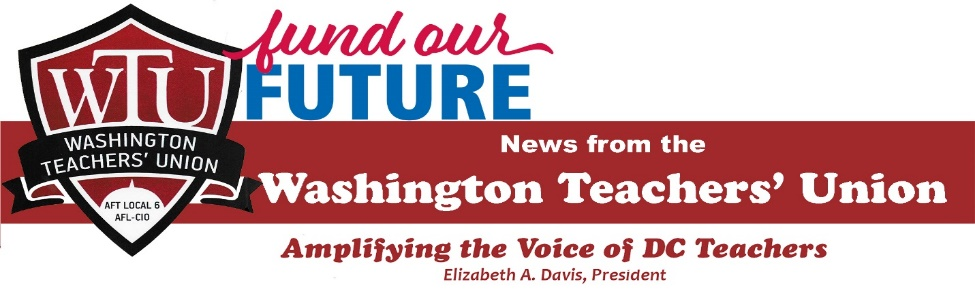 WTU
WASHINGTON
TEACHERS' UNION
AFT LOCAL 6
AFL-CIO
fund our
FUTURE
News from the
Washington Teachers' Union
Amplifying the Voice of DC Teachers
Elizabeth A. Davis, President